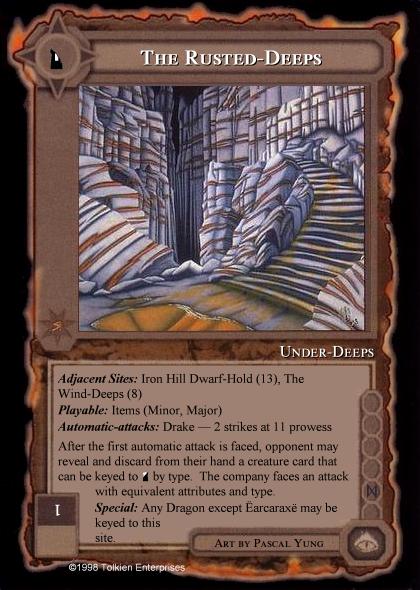 The Rusted-Deeps
Under-Deeps
Adjacent Sites: Iron Hill Dwarf-Hold (13), The
Wind-Deeps (8)
Playable: Items (Minor, Major)
Automatic-attacks: Drake — 2 strikes at 11 prowess
After the first automatic attack is faced, opponent may
reveal and discard from their hand a creature card that
can be keyed to by type. The company faces an attack
with equivalent attributes and type.
Special: Any Dragon except Ëarcaraxë may be
keyed to this
site.
1
Art by Pascal Yung
©1998 Tolkien Enterprises